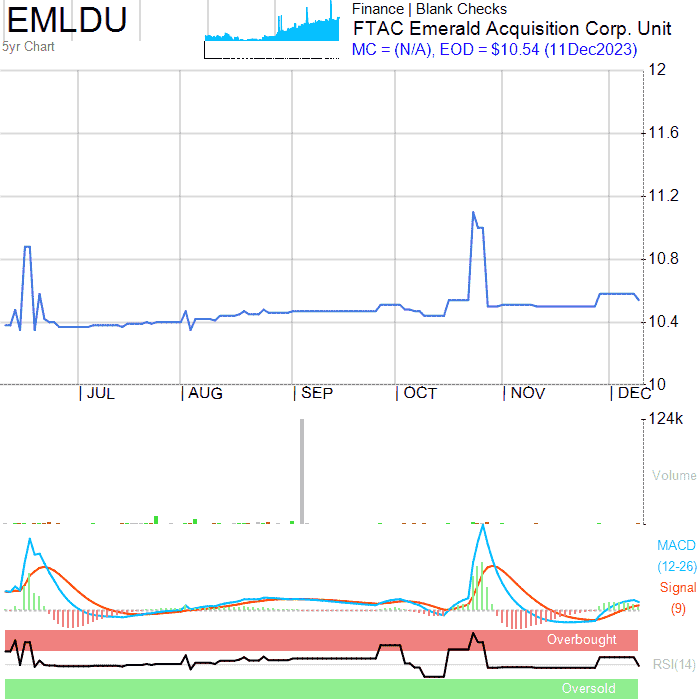 EMLDU
5yr Chart
Finance | Blank Checks
FTAC Emerald Acquisition Corp. Unit
MC = (N/A), EOD = $10.54 (11Dec2023)
12
11.6
11.2
10.8
10.4
10
| JUL | AUG | SEP | OCT | NOV | DEC
124k
Volume
MACD
(12-26)
Signal
(9)
Overbought
RSI(14)
Oversold